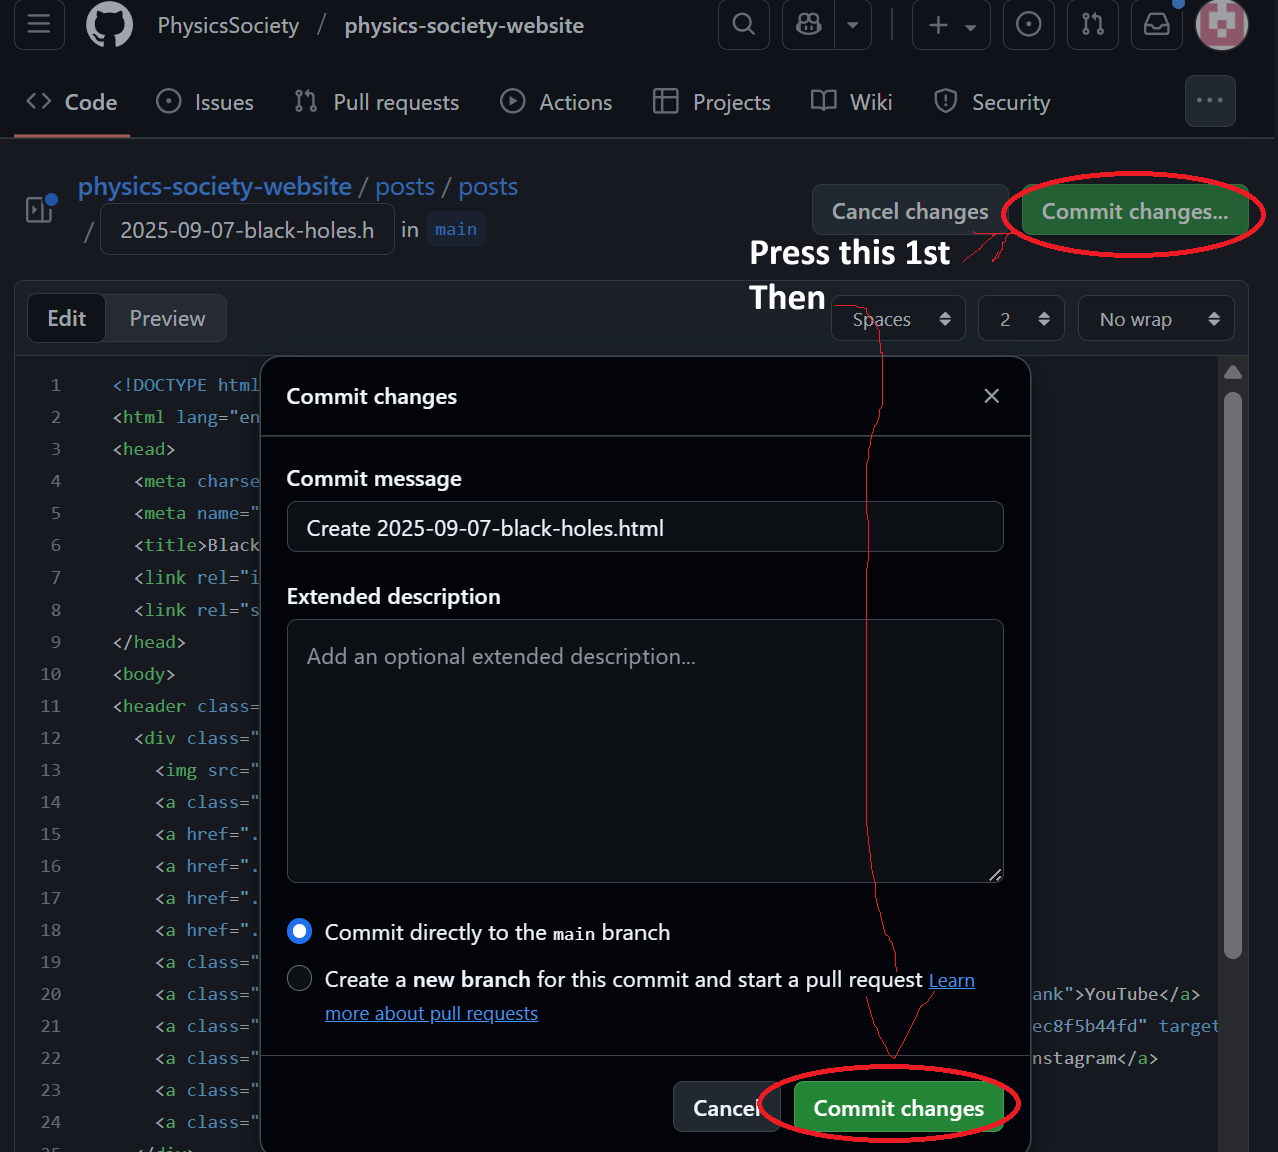 PhysicsSociety / physics-society-website
Code
Issues
Pull requests
Actions
Projects
Wiki
Security
physics-society-website / posts / posts
/ 2025-09-07-black-holes.h in main
Cancel changes
Commit changes...
Press this 1st
Then
Edit
Preview
Spaces
2
No wrap
1 <!DOCTYPE html
2 <html lang="en
3 <head>
4 <meta charse
5 <meta name="
6 <title>Black
7 <link rel="i
8 <link rel="s
9 </head>
10 <body>
11 <header class=
12 <div class="
13 <img src="
14 <a class="
15 <a href=".
16 <a href=".
17 <a href=".
18 <a href=".
19 <a class="
20 <a class=" ank">YouTube</a>
21 <a class=" ec8f5b44fd" target
22 <a class=" nstagram</a>
23 <a class="
24 <a class="
Commit changes
Commit message
Create 2025-09-07-black-holes.html
Extended description
Add an optional extended description...
Commit directly to the main branch
Create a new branch for this commit and start a pull request Learn
more about pull requests
Cancel
Commit changes